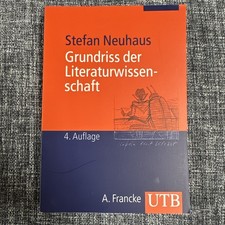 Stefan Neuhaus
Grundriss der
Literaturwissen-
schaft
4. Auflage
A. Francke
UTB